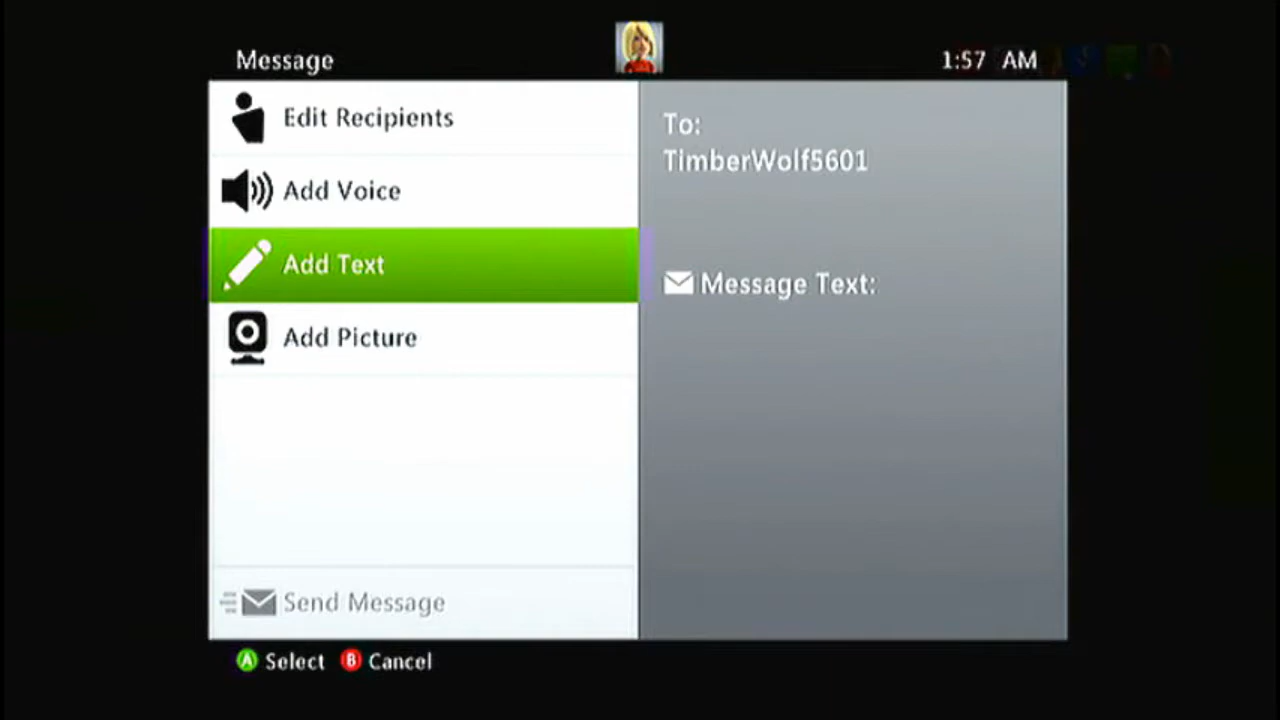 Message
1:57 AM
Edit Recipients
Add Voice
Add Text
Add Picture
Send Message
To:
TimberWolf5601
Message Text:
A Select B Cancel